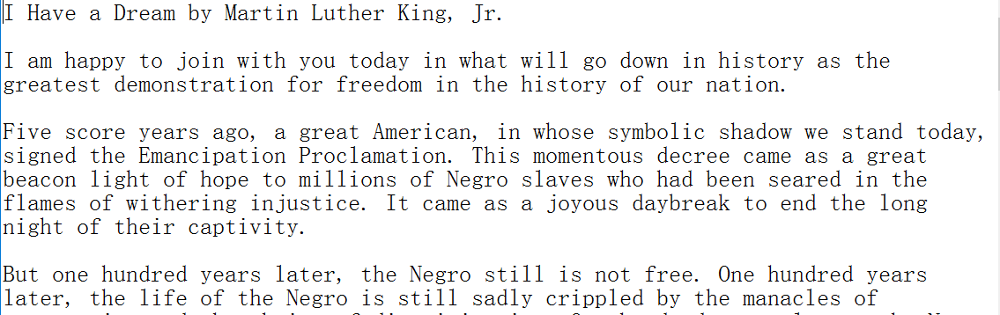 I Have a Dream by Martin Luther King, Jr.
I am happy to join with you today in what will go down in history as the
greatest demonstration for freedom in the history of our nation.
Five score years ago, a great American, in whose symbolic shadow we stand today,
signed the Emancipation Proclamation. This momentous decree came as a great
beacon light of hope to millions of Negro slaves who had been seared in the
flames of withering injustice. It came as a joyous daybreak to end the long
night of their captivity.
But one hundred years later, the Negro still is not free. One hundred years
later, the life of the Negro is still sadly crippled by the manacles of